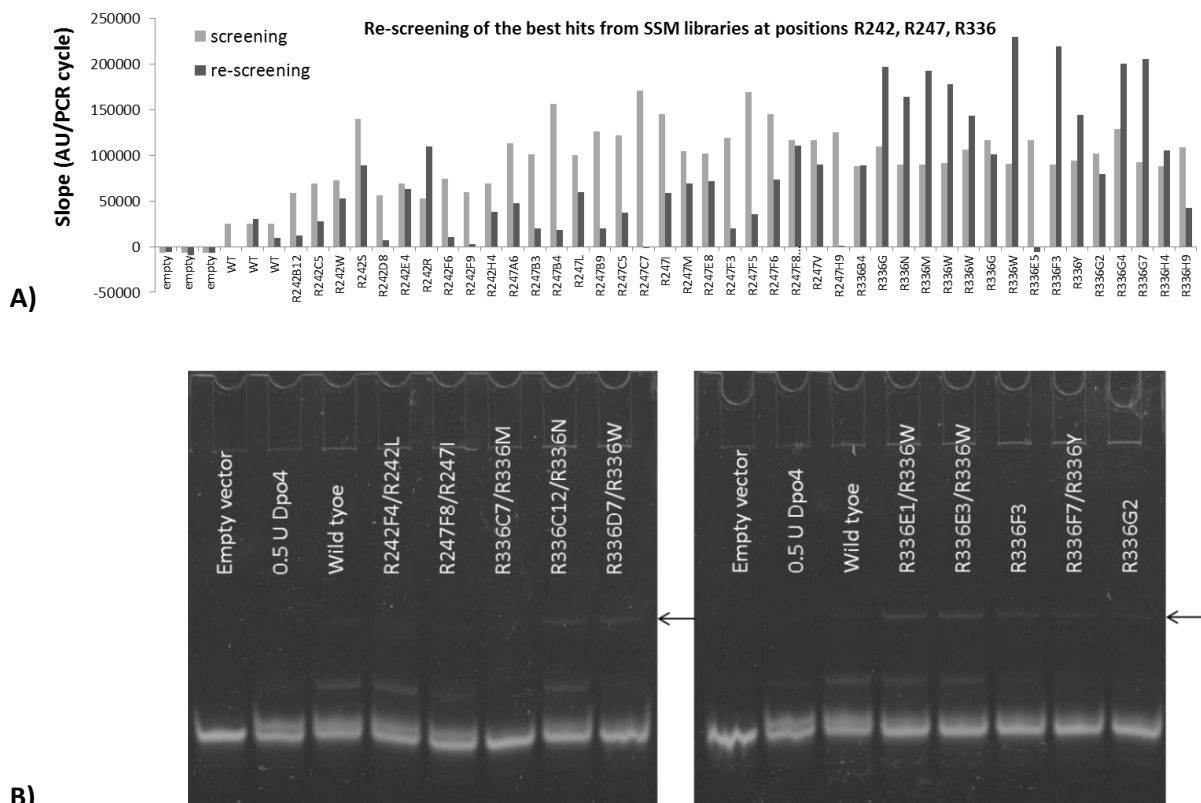 Re-screening of the best hits from SSM libraries at positions R242, R247, R336
screening
re-screening
Slope (AU/PCR cycle)
250000
200000
150000
100000
50000
0
-50000
empty
empty
empty
WT
WT
WT
R242B12
R242C5
R242W
R242S
R242D8
R242E4
R242R
R242F6
R242F9
R242H4
R247A6
R247B3
R247B4
R247L
R247B9
R247C5
R247C7
R247I
R247M
R247E8
R247F3
R247F5
R247F6
R247F8...
R247V
R247H9
R336B4
R336G
R336N
R336M
R336W
R336W
R336G
R336W
R336E5
R336F3
R336Y
R336G2
R336G4
R336G7
R336H4
R336H9
A)
Empty vector
0.5 U Dpo4
Wild tyoe
R242F4/R242L
R247F8/R247I
R336C7/R336M
R336C12/R336N
R336D7/R336W
Empty vector
0.5 U Dpo4
Wild tyoe
R336E1/R336W
R336E3/R336W
R336F3
R336F7/R336Y
R336G2
B)